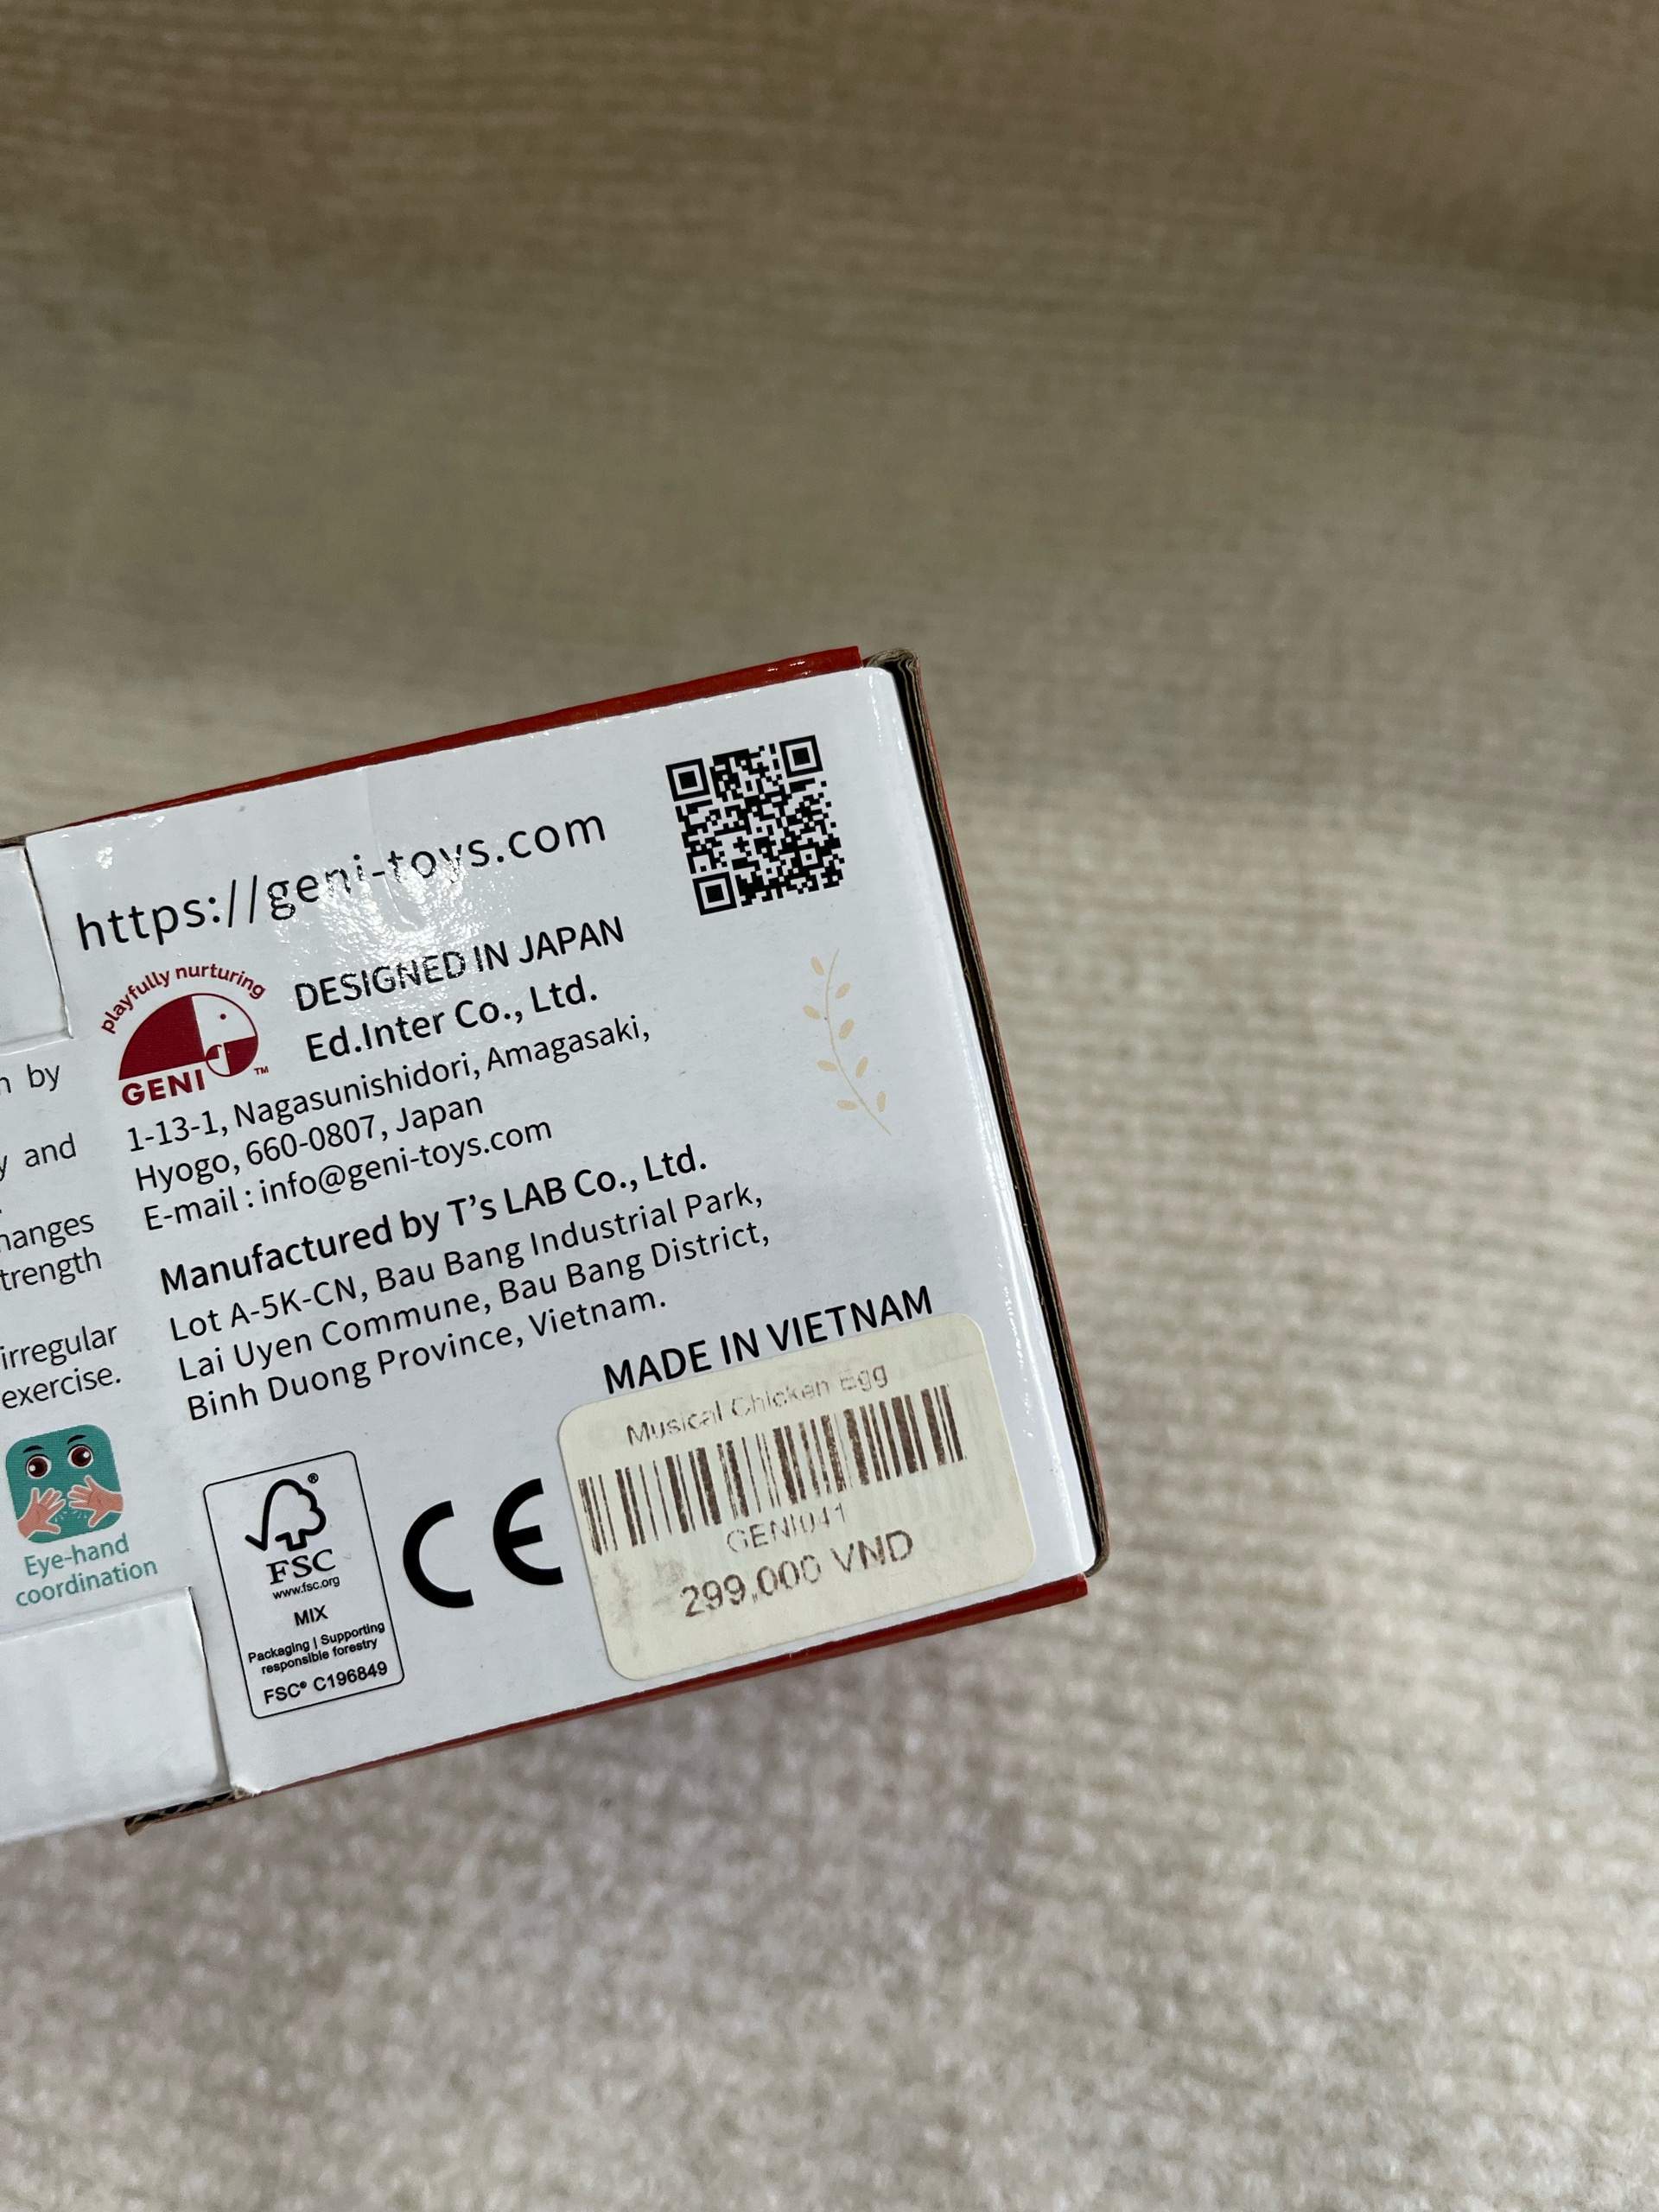 https://geni-toys.com
playfully nurturing
GENI™
DESIGNED IN JAPAN
Ed.Inter Co., Ltd.
1-13-1, Nagasunishidori, Amagasaki,
Hyogo, 660-0807, Japan
E-mail : info@geni-toys.com
Manufactured by T's LAB Co., Ltd.
Lot A-5K-CN, Bau Bang Industrial Park,
Lai Uyen Commune, Bau Bang District,
Binh Duong Province, Vietnam.
MADE IN VIETNAM
by
and
irregular
exercise.
Eye-hand
coordination
®
FSC
www.fsc.org
MIX
Packaging | Supporting
responsible forestry
FSC® C196849
CE
Musical Chicken Egg
GENI041
299,000 VND